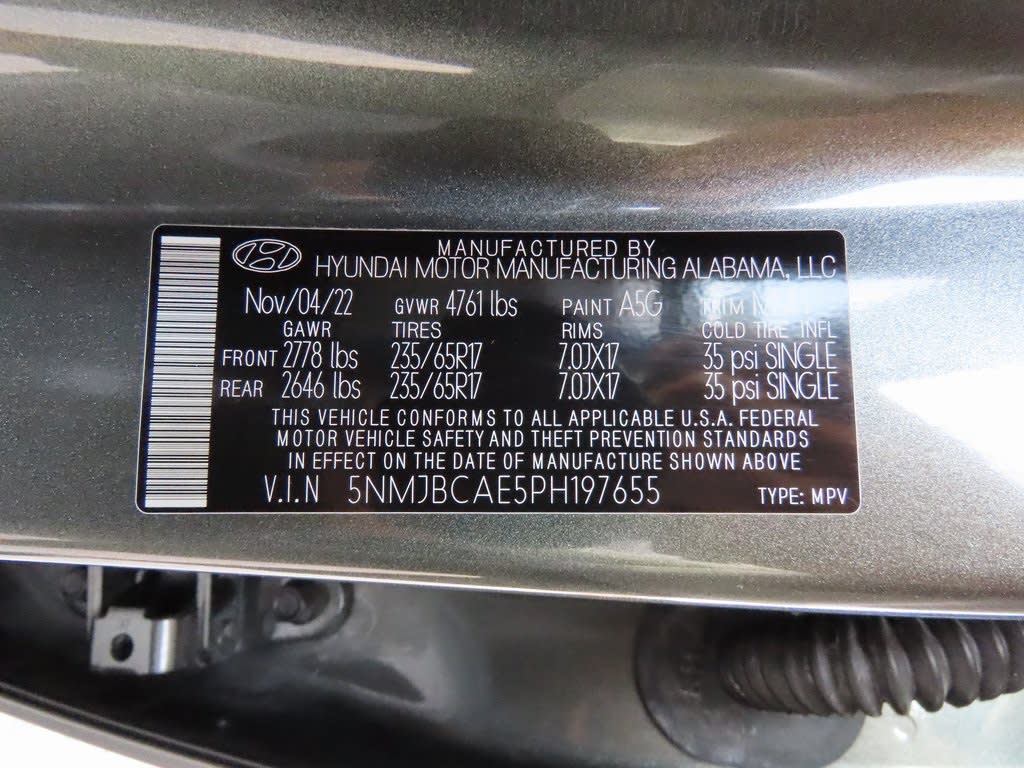 MANUFACTURED BY
HYUNDAI MOTOR MANUFACTURING ALABAMA, LLC
Nov/04/22 GVWR 4761 lbs PAINT A5G TRIM
GAWR TIRES RIMS COLD TIRE INFL
FRONT 2778 lbs 235/65R17 7.0JX17 35 psi SINGLE
REAR 2646 lbs 235/65R17 7.0JX17 35 psi SINGLE
THIS VEHICLE CONFORMS TO ALL APPLICABLE U.S.A. FEDERAL
MOTOR VEHICLE SAFETY AND THEFT PREVENTION STANDARDS
IN EFFECT ON THE DATE OF MANUFACTURE SHOWN ABOVE
V.I.N 5NMJBCAE5PH197655 TYPE: MPV